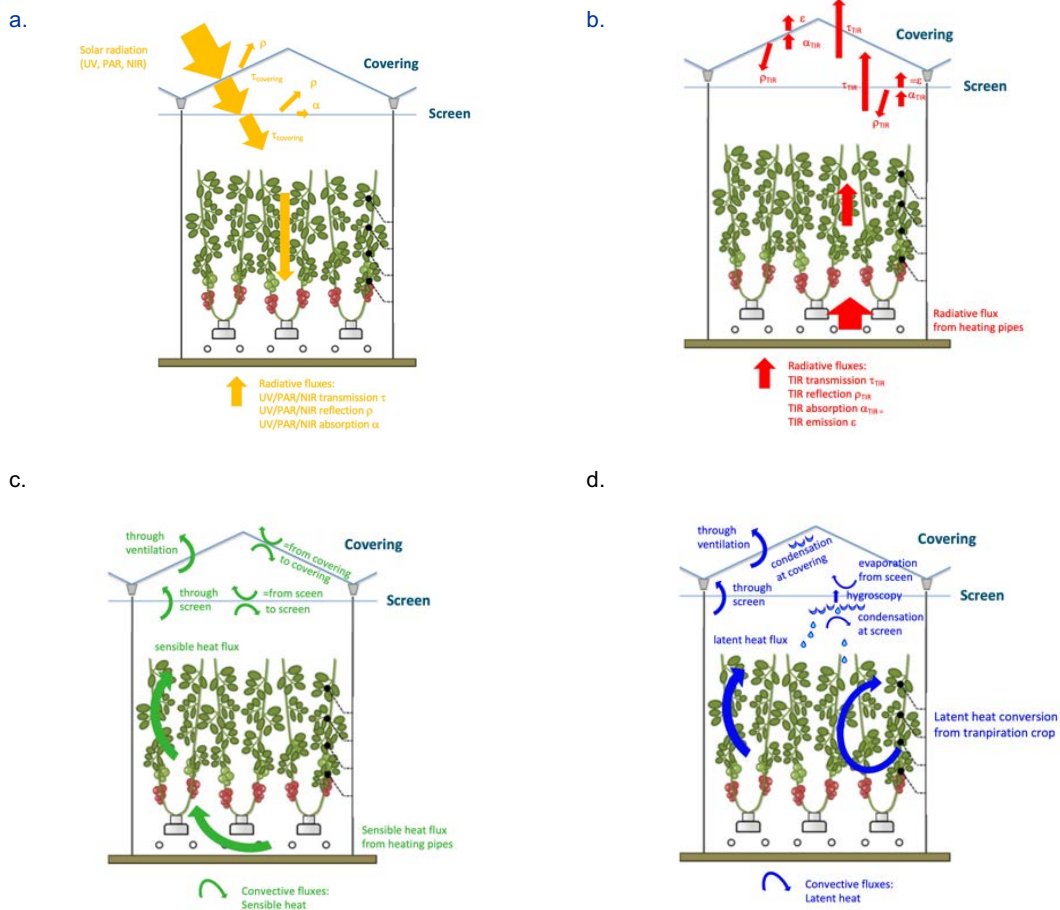 a.
Solar radiation
(UV, PAR, NIR)
ρ
τcovering
Covering
ρ
α
Screen
τcovering
Radiative fluxes:
UV/PAR/NIR transmission τ
UV/PAR/NIR reflection ρ
UV/PAR/NIR absorption α
b.
ε
αTIR
τTIR
Covering
ρTIR
τTIR
=ε
αTIR
Screen
ρTIR
Radiative flux
from heating pipes
Radiative fluxes:
TIR transmission τTIR
TIR reflection ρTIR
TIR absorption αTIR =
TIR emission ε
c.
through
ventilation
=from covering
to covering
Covering
through
screen
=from sceen
to screen
Screen
sensible heat flux
Sensible heat flux
from heating pipes
Convective fluxes:
Sensible heat
d.
through
ventilation
condensation
at covering
Covering
evaporation
from sceen
through
screen
hygroscopy
Screen
condensation
at screen
latent heat flux
Latent heat conversion
from tranpiration crop
Convective fluxes:
Latent heat